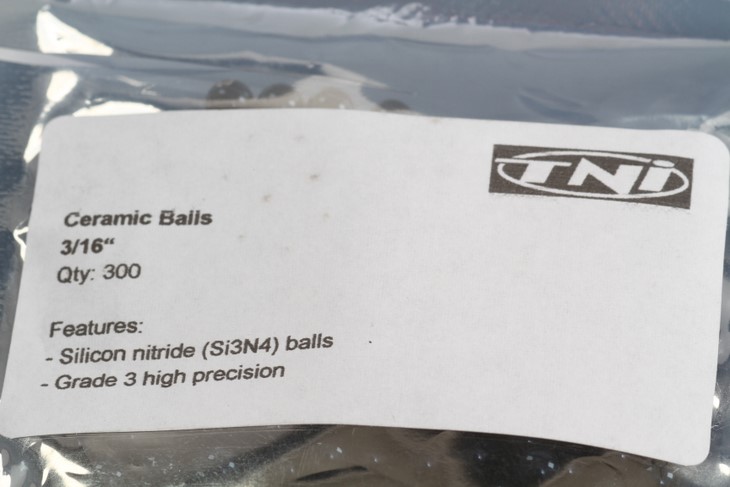 TNi
Ceramic Balls
3/16“
Qty: 300
Features:
- Silicon nitride (Si3N4) balls
- Grade 3 high precision